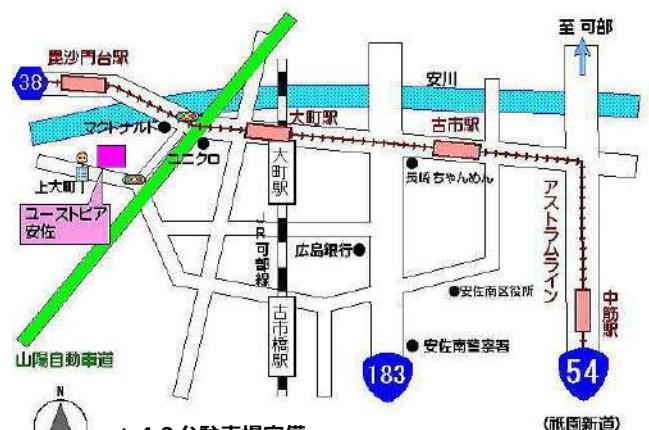 至 可部
毘沙門台駅
38
安川
大町駅
古市駅
マクドナルド
ユニクロ
大町駅
長崎ちゃんめん
上大町
ユーストピア
安佐
アストラムライン
JR可部線
広島銀行
安佐南区役所
中筋駅
古市橋駅
安佐南警察署
山陽自動車道
183
54
N
(祇園新道)